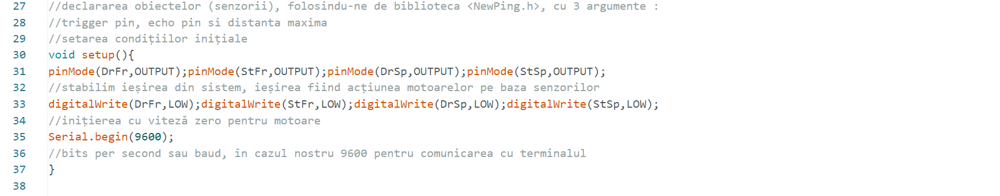 27 //declararea obiectelor (senzorii), folosindu-ne de biblioteca <NewPing.h>, cu 3 argumente :
28 //trigger pin, echo pin si distanta maxima
29 //setarea condițiilor inițiale
30 void setup(){
31 pinMode(DrFr,OUTPUT);pinMode(StFr,OUTPUT);pinMode(DrSp,OUTPUT);pinMode(StSp,OUTPUT);
32 //stabilim ieșirea din sistem, ieșirea fiind acțiunea motoarelor pe baza senzorilor
33 digitalWrite(DrFr,LOW);digitalWrite(StFr,LOW);digitalWrite(DrSp,LOW);digitalWrite(StSp,LOW);
34 //inițierea cu viteză zero pentru motoare
35 Serial.begin(9600);
36 //bits per second sau baud, în cazul nostru 9600 pentru comunicarea cu terminalul
37 }
38